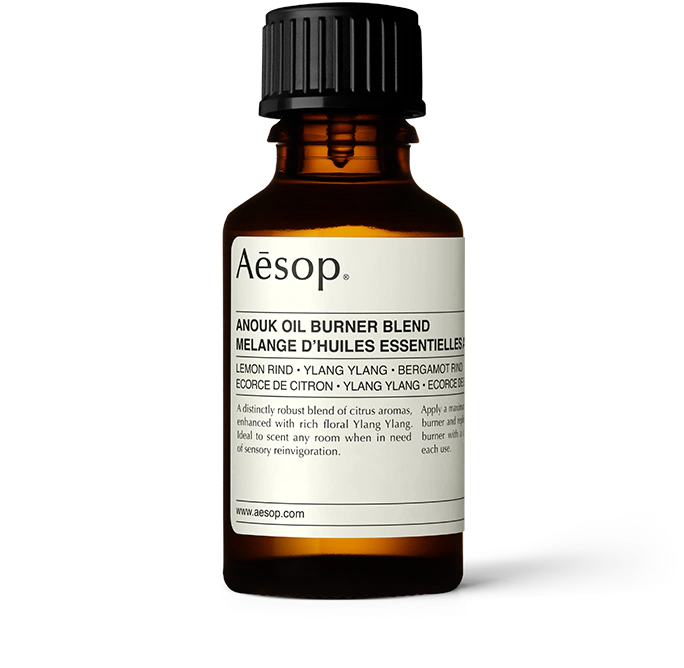 Aēsop®
ANOUK OIL BURNER BLEND
MELANGE D'HUILES ESSENTIELLES
LEMON RIND · YLANG YLANG · BERGAMOT RIND
ECORCE DE CITRON · YLANG YLANG · ECORCE
A distinctly robust blend of citrus aromas,
enhanced with rich floral Ylang Ylang.
Ideal to scent any room when in need
of sensory reinvigoration.
Apply a
burner and
burner with a
each use.
www.aesop.com